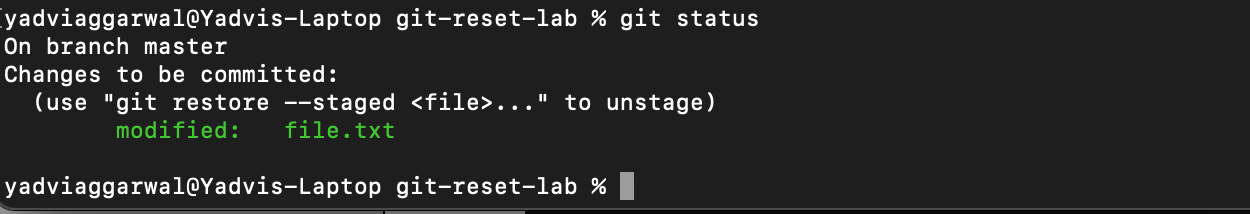 yadviaggarwal@Yadvis-Laptop git-reset-lab % git status
On branch master
Changes to be committed:
  (use "git restore --staged <file>..." to unstage)
        modified:   file.txt

yadviaggarwal@Yadvis-Laptop git-reset-lab %